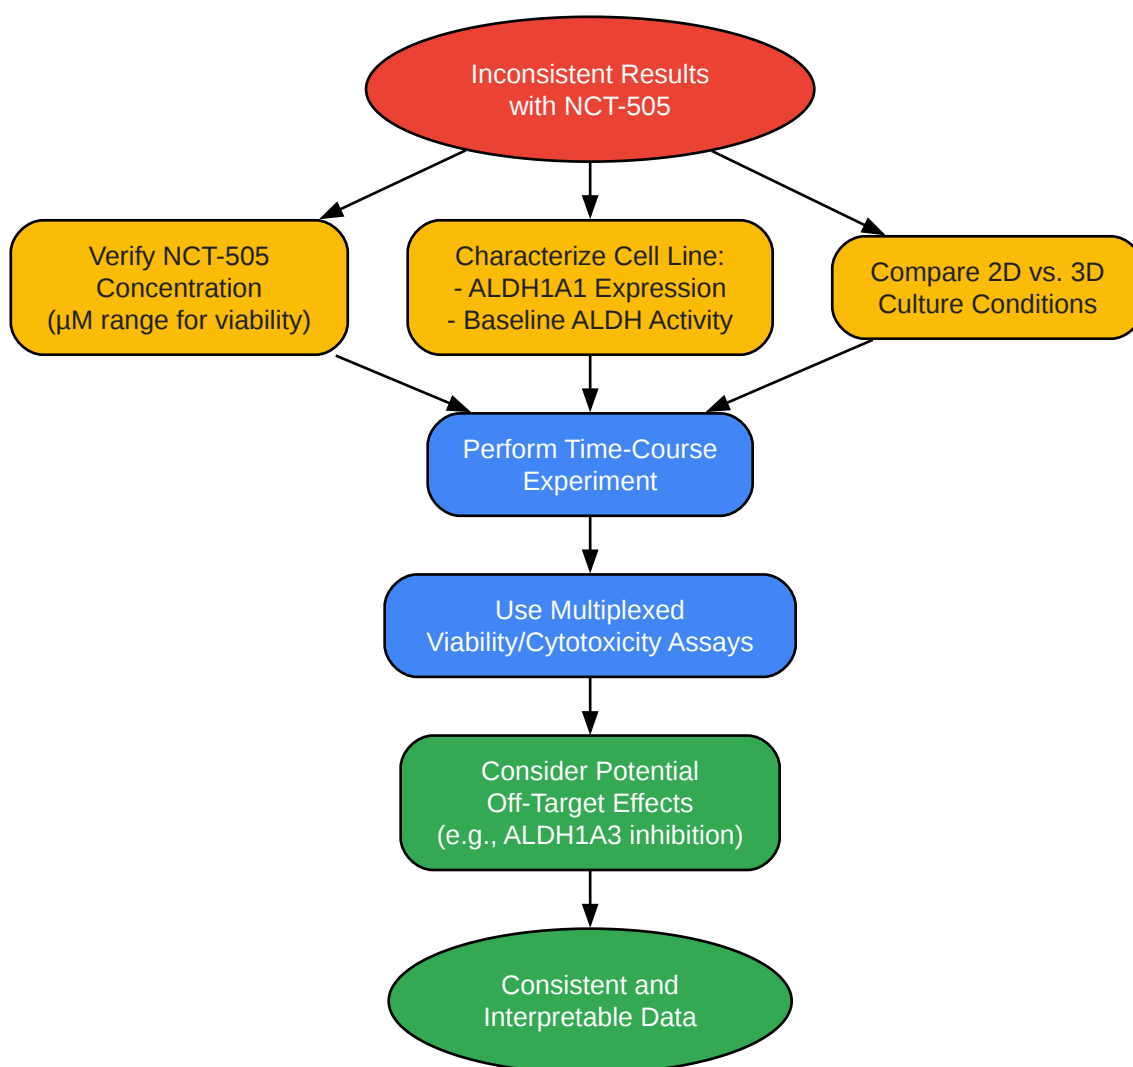 Inconsistent Results
with NCT-505
Verify NCT-505
Concentration
(µM range for viability)
Characterize Cell Line:
- ALDH1A1 Expression
- Baseline ALDH Activity
Compare 2D vs. 3D
Culture Conditions
Perform Time-Course
Experiment
Use Multiplexed
Viability/Cytotoxicity Assays
Consider Potential
Off-Target Effects
(e.g., ALDH1A3 inhibition)
Consistent and
Interpretable Data